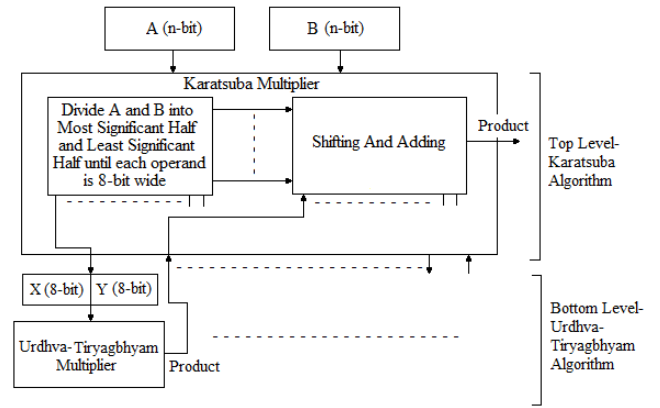 A (n-bit)
B (n-bit)
Karatsuba Multiplier
Divide A and B into
Most Significant Half
and Least Significant
Half until each operand
is 8-bit wide
Shifting And Adding
Product
Top Level-
Karatsuba
Algorithm
X (8-bit)
Y (8-bit)
Urdhva-Tiryagbhyam
Multiplier
Product
Bottom Level-
Urdhva-
Tiryagbhyam
Algorithm